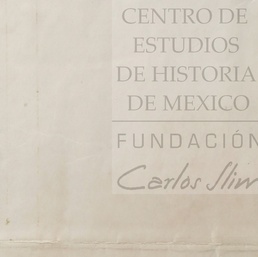 CENTRO DE
ESTUDIOS
DE HISTORIA
DE MEXICO
FUNDACIÓN
Carlos Slim